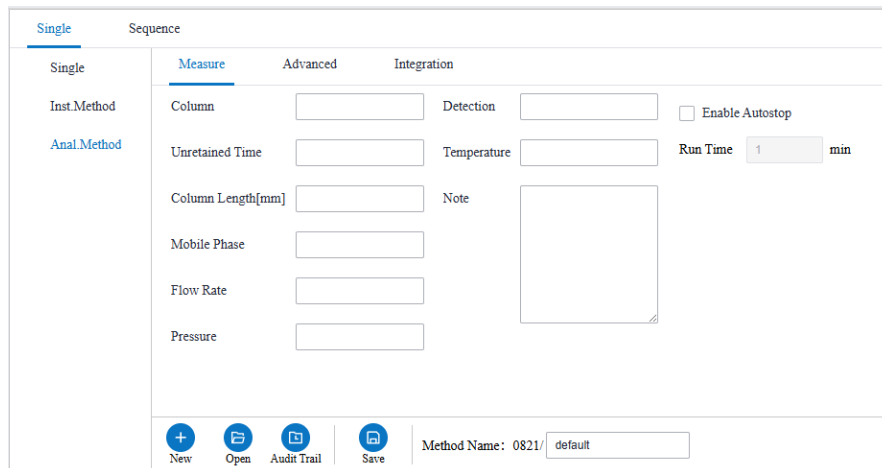 Single Sequence
Single
Inst.Method
Anal.Method
Measure Advanced Integration
Column
Unretained Time
Column Length[mm]
Mobile Phase
Flow Rate
Pressure
Detection
Temperature
Note
Enable Autostop
Run Time 1 min
New Open Audit Trail Save Method Name: 0821/ default